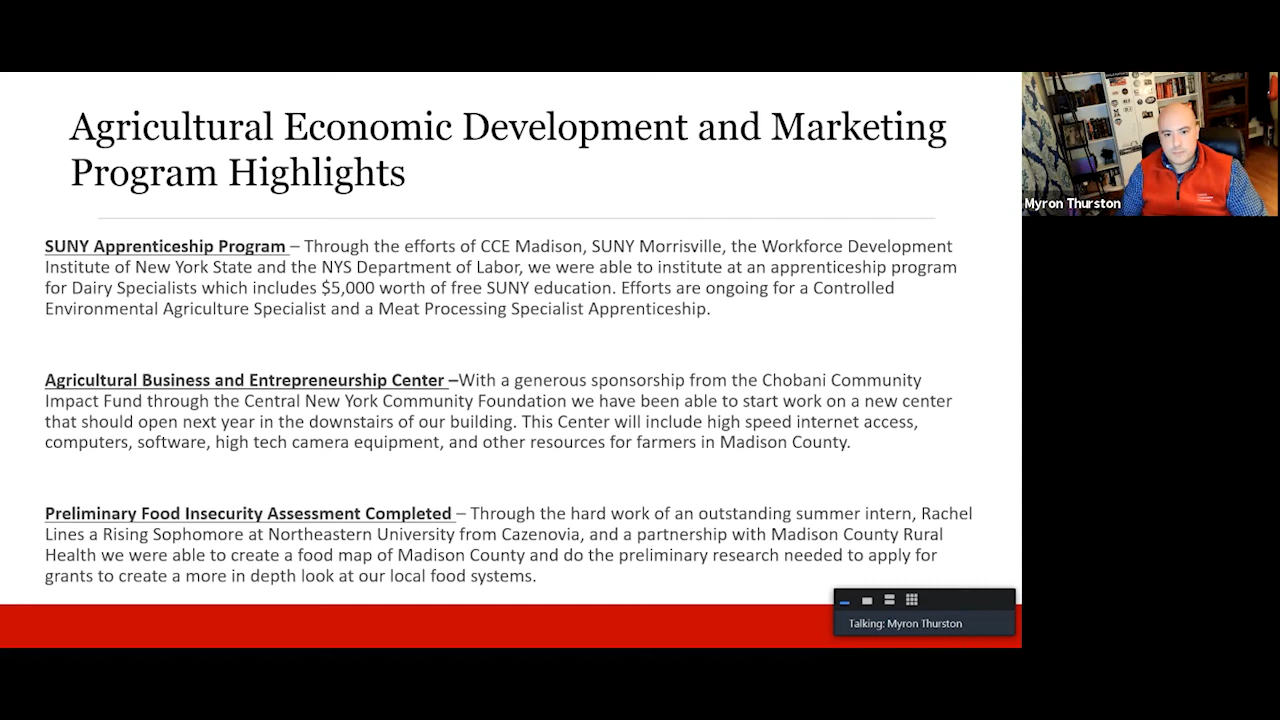 Agricultural Economic Development and Marketing
Program Highlights
Myron Thurston
SUNY Apprenticeship Program – Through the efforts of CCE Madison, SUNY Morrisville, the Workforce Development
Institute of New York State and the NYS Department of Labor, we were able to institute at an apprenticeship program
for Dairy Specialists which includes $5,000 worth of free SUNY education. Efforts are ongoing for a Controlled
Environmental Agriculture Specialist and a Meat Processing Specialist Apprenticeship.
Agricultural Business and Entrepreneurship Center –With a generous sponsorship from the Chobani Community
Impact Fund through the Central New York Community Foundation we have been able to start work on a new center
that should open next year in the downstairs of our building. This Center will include high speed internet access,
computers, software, high tech camera equipment, and other resources for farmers in Madison County.
Preliminary Food Insecurity Assessment Completed – Through the hard work of an outstanding summer intern, Rachel
Lines a Rising Sophomore at Northeastern University from Cazenovia, and a partnership with Madison County Rural
Health we were able to create a food map of Madison County and do the preliminary research needed to apply for
grants to create a more in depth look at our local food systems.
Talking: Myron Thurston